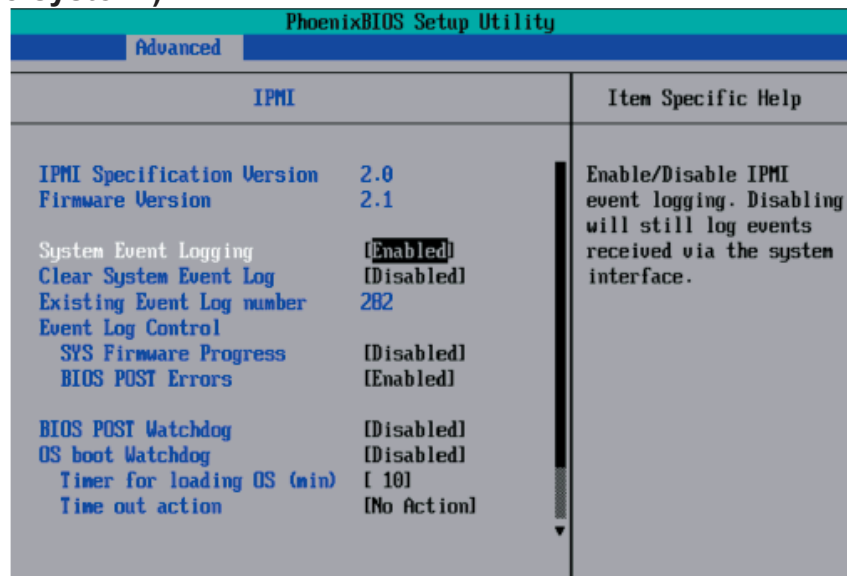 PhoenixBIOS Setup Utility
Advanced
IPMI
Item Specific Help
IPMI Specification Version 2.0
Firmware Version 2.1
System Event Logging [Enabled]
Clear System Event Log [Disabled]
Existing Event Log number 282
Event Log Control
SYS Firmware Progress [Disabled]
BIOS POST Errors [Enabled]
BIOS POST Watchdog [Disabled]
OS boot Watchdog [Disabled]
Timer for loading OS (min) [ 10]
Time out action [No Action]
Enable/Disable IPMI
event logging. Disabling
will still log events
received via the system
interface.